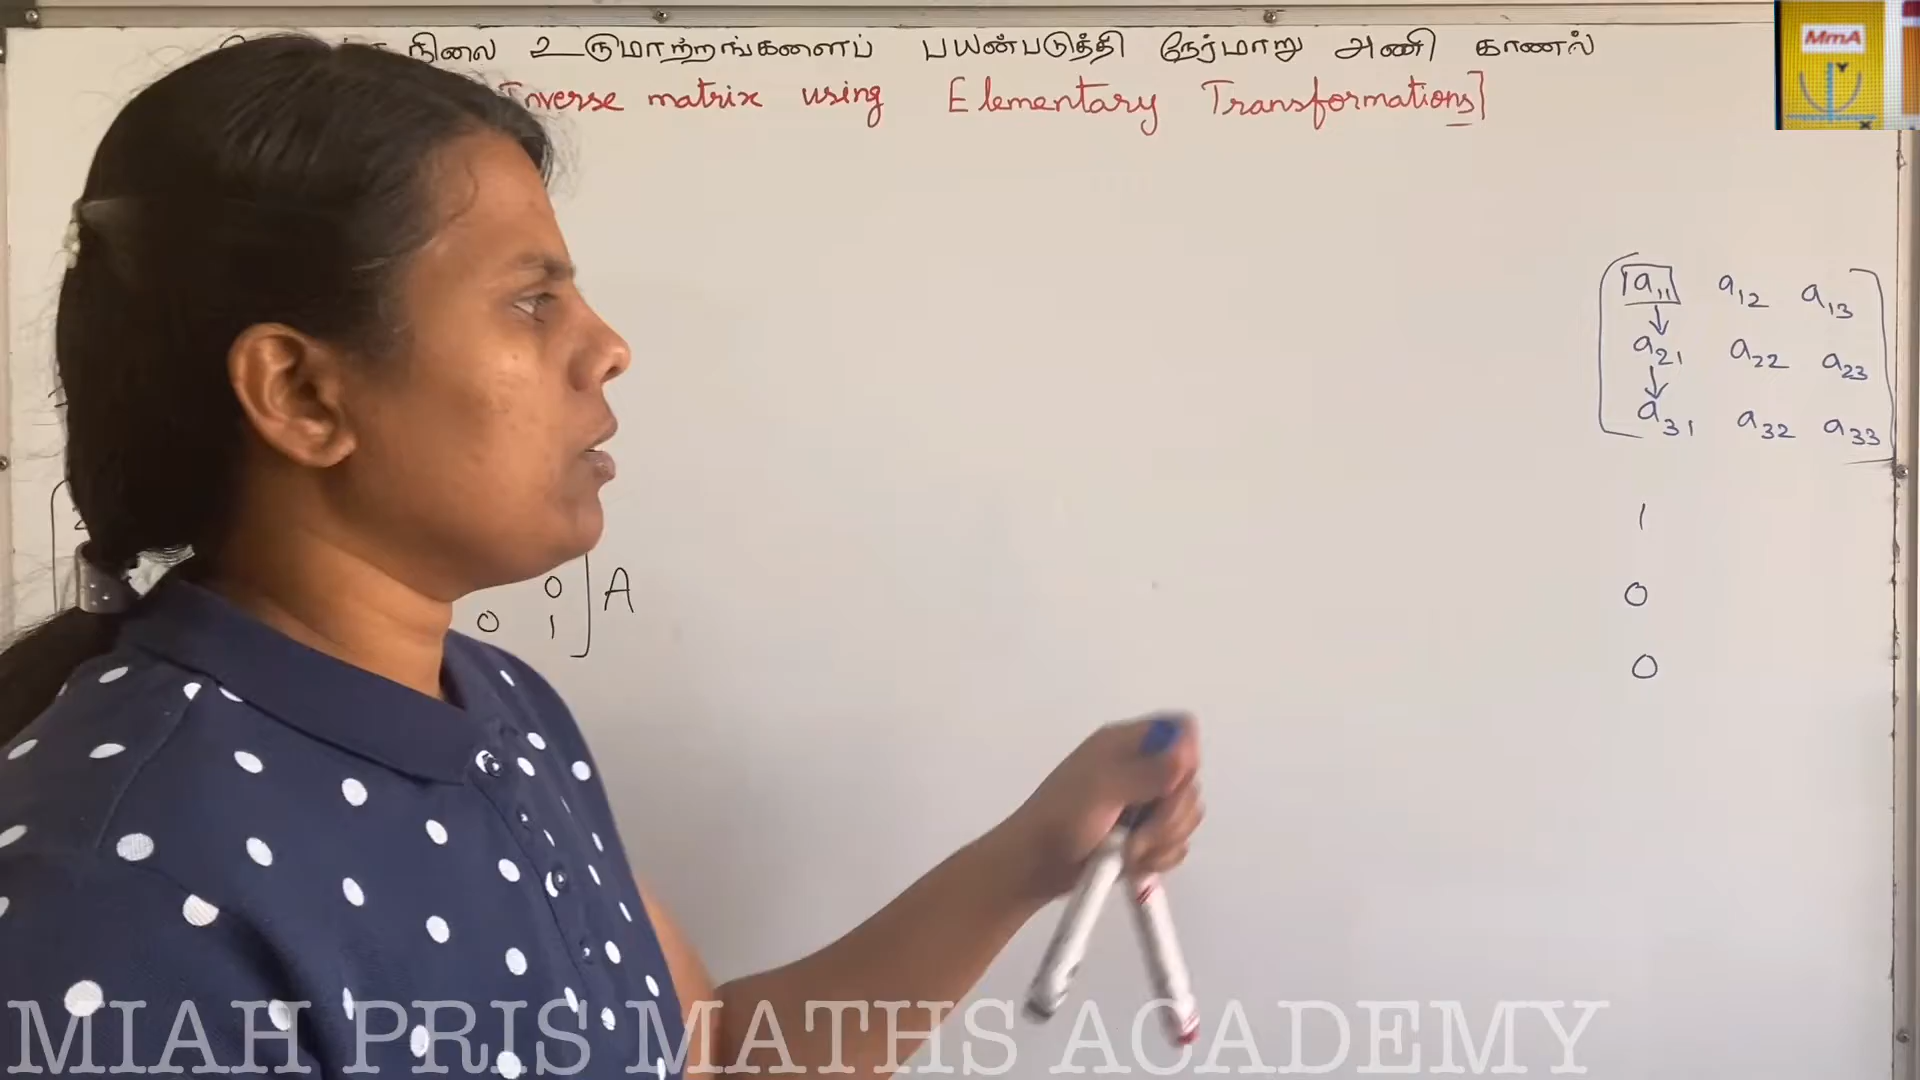 நிலை உருமாற்றங்களைப் பயன்படுத்தி நேர்மாறு அணி காணல்
Inverse matrix using Elementary Transformations]
MmA
Y
X
a11 a12 a13
a21 a22 a23
a31 a32 a33
1
0
0
0
0 1
A
MIAH PRIS MATHS ACADEMY